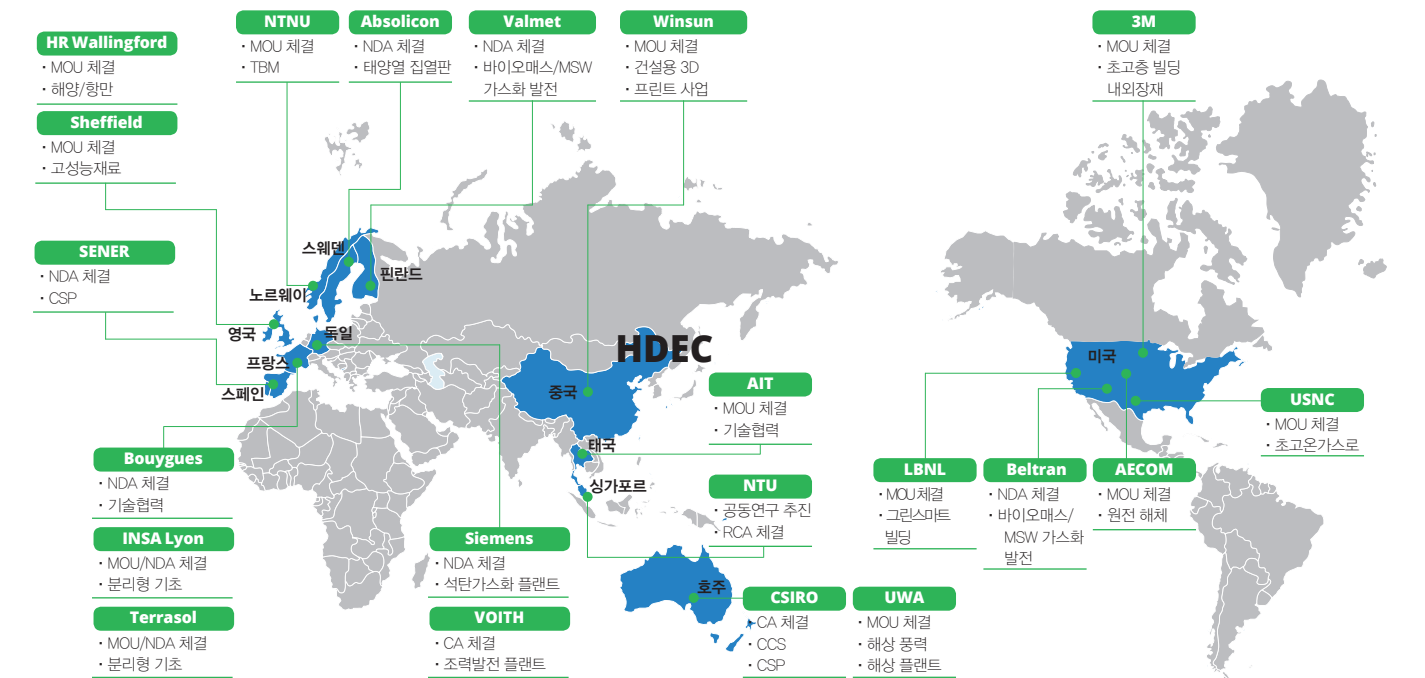 HR Wallingford
· MOU 체결
· 해양/항만
Sheffield
· MOU 체결
· 고성능재료
SENER
· NDA 체결
· CSP
NTNU
· MOU 체결
· TBM
Absolicon
· NDA 체결
· 태양열 집열판
Valmet
· NDA 체결
· 바이오매스/MSW
가스화 발전
Winsun
· MOU 체결
· 건설용 3D
· 프린트 사업
3M
· MOU 체결
· 초고층 빌딩
내외장재
스웨덴
핀란드
노르웨이
영국
독일
프랑스
스페인
HDEC
중국
태국
싱가포르
호주
미국
AIT
· MOU 체결
· 기술협력
NTU
· 공동연구 추진
· RCA 체결
USNC
· MOU 체결
· 초고온가스로
LBNL
· MOU 체결
· 그린스마트
빌딩
Beltran
· NDA 체결
· 바이오매스/
MSW 가스화
발전
AECOM
· MOU 체결
· 원전 해체
Bouygues
· NDA 체결
· 기술협력
INSA Lyon
· MOU/NDA 체결
· 분리형 기초
Terrasol
· MOU/NDA 체결
· 분리형 기초
Siemens
· NDA 체결
· 석탄가스화 플랜트
VOITH
· CA 체결
· 조력발전 플랜트
CSIRO
· CA 체결
· CCS
· CSP
UWA
· MOU 체결
· 해상 풍력
· 해상 플랜트